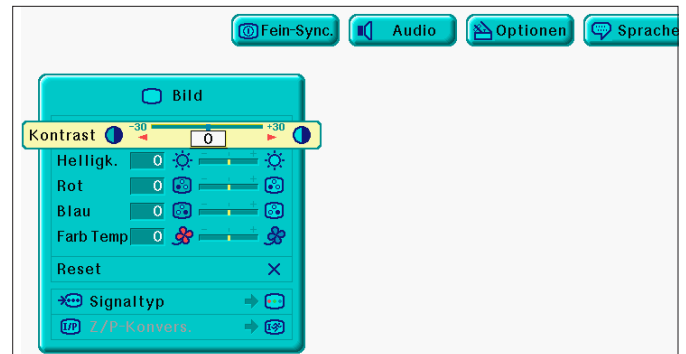 Fein-Sync. Audio Optionen Sprache
Bild
Kontrast -30 0 +30
Helligk. 0
Rot 0
Blau 0
Farb Temp 0
Reset
Signaltyp
I/P Z/P-Konvers.